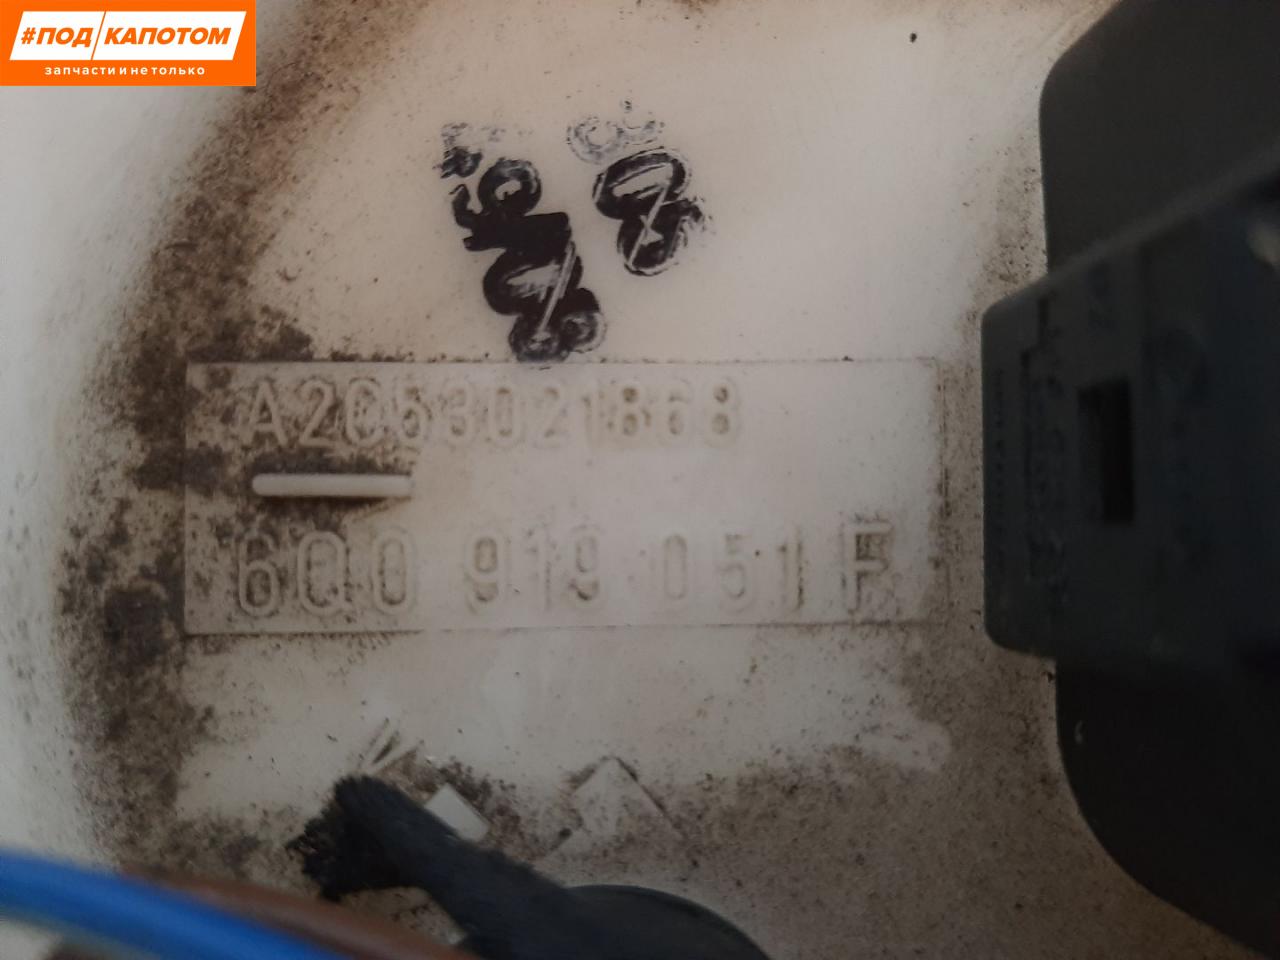 #ПОД КАПОТОМ
запчасти и не только
A2C53021868
6Q0 919 051 F